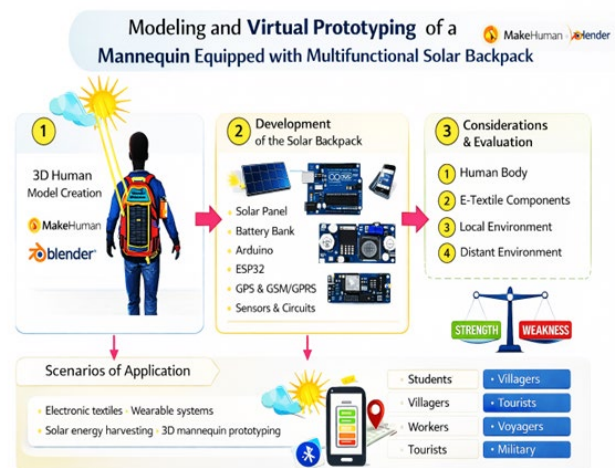 Modeling and Virtual Prototyping of a
MakeHuman
blender
Mannequin Equipped with Multifunctional Solar Backpack
1
3D Human
Model Creation
MakeHuman
blender
2
Development
of the Solar Backpack
Solar Panel
Battery Bank
Arduino
ESP32
GPS & GSM/GPRS
Sensors & Circuits
3
Considerations
& Evaluation
1 Human Body
2 E-Textile Components
3 Local Environment
4 Distant Environment
STRENGTH
WEAKNESS
Scenarios of Application
• Electronic textiles • Wearable systems
• Solar energy harvesting • 3D mannequin prototyping
Students
• Villagers
Villagers
• Tourists
Workers
• Voyagers
Tourists
• Military